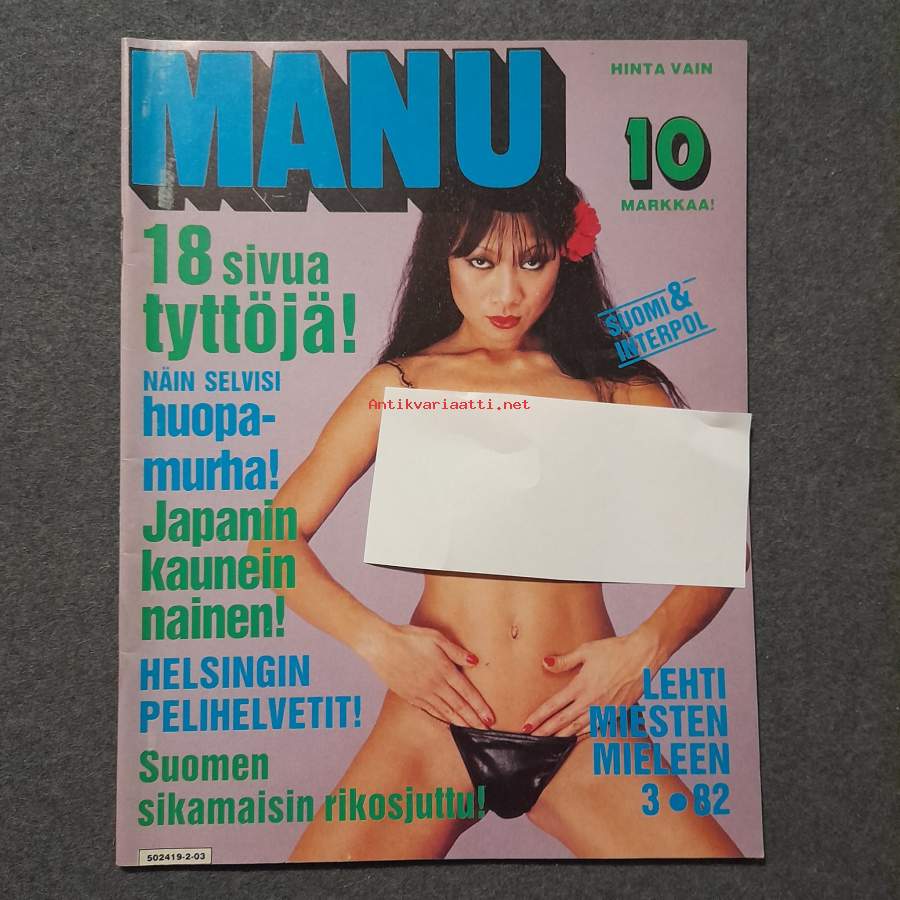 MANU
HINTA VAIN
10
MARKKAA!
18 sivua
tyttöjä!
SUOMI &
INTERPOL
NÄIN SELVISI
huopa-
murha!
Antikvariaatti.net
Japanin
kaunein
nainen!
HELSINGIN
PELIHELVETIT!
LEHTI
MIESTEN
MIELEEN
3 • 82
Suomen
sikamaisin rikosjuttu!
502419-2-03